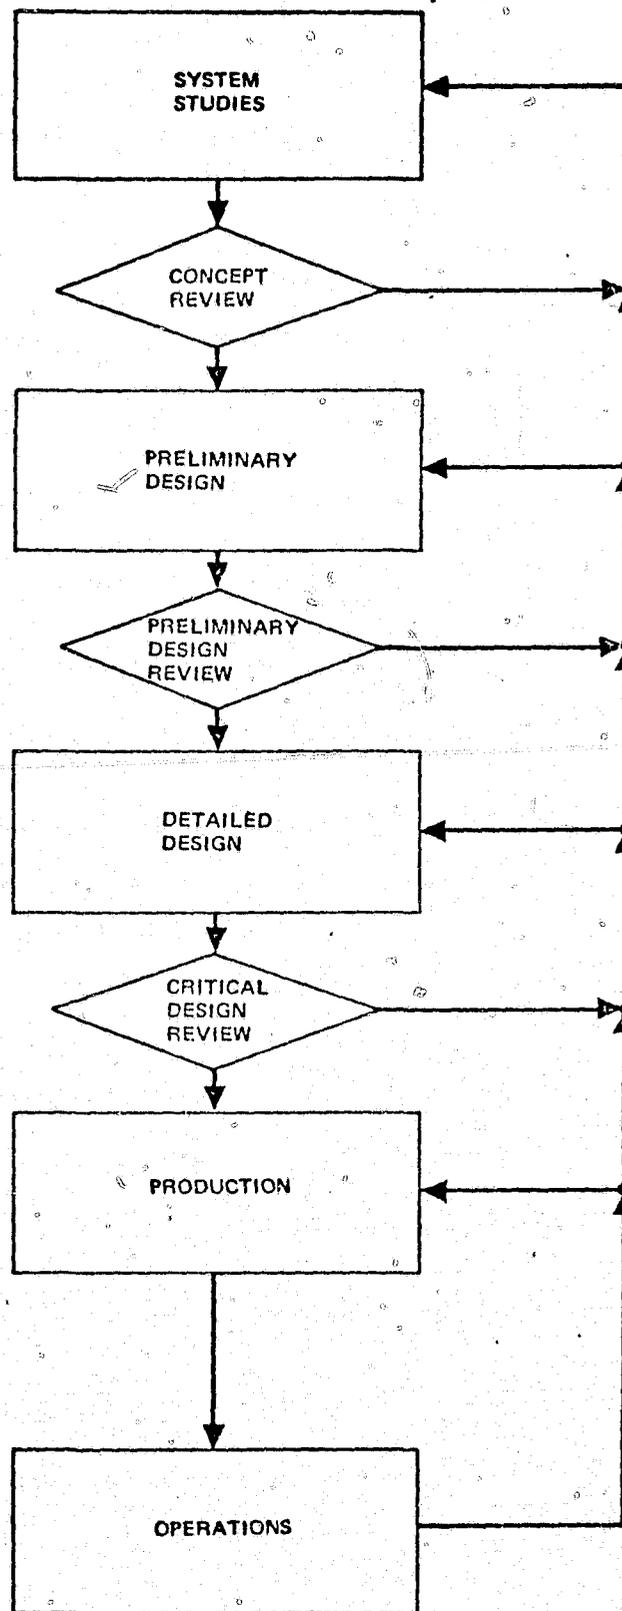 SYSTEM
STUDIES
CONCEPT
REVIEW
PRELIMINARY
DESIGN
PRELIMINARY
DESIGN
REVIEW
DETAILED
DESIGN
CRITICAL
DESIGN
REVIEW
PRODUCTION
OPERATIONS